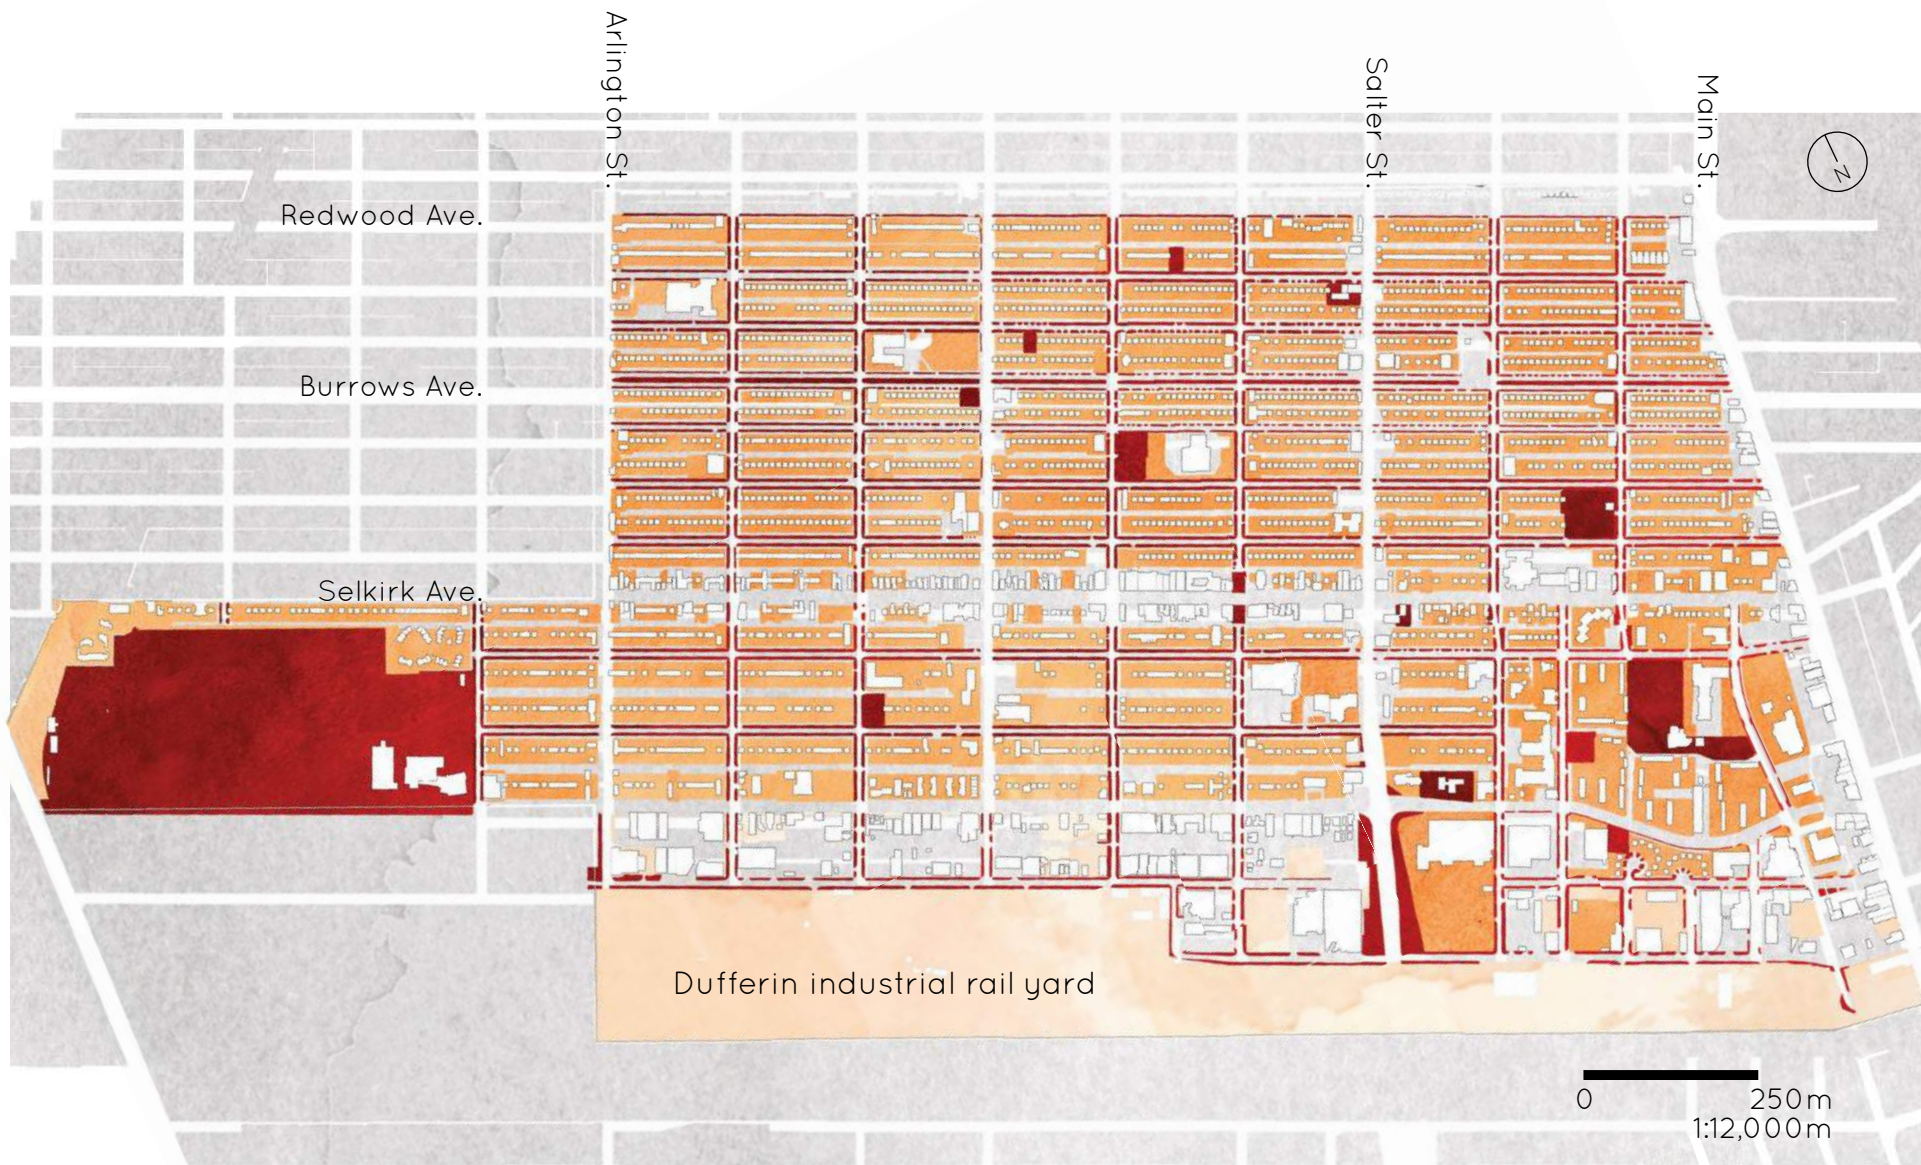 Arlington St.
Salter St.
Main St.
N
Redwood Ave.
Burrows Ave.
Selkirk Ave.
Dufferin industrial rail yard
0 250m
1:12,000m